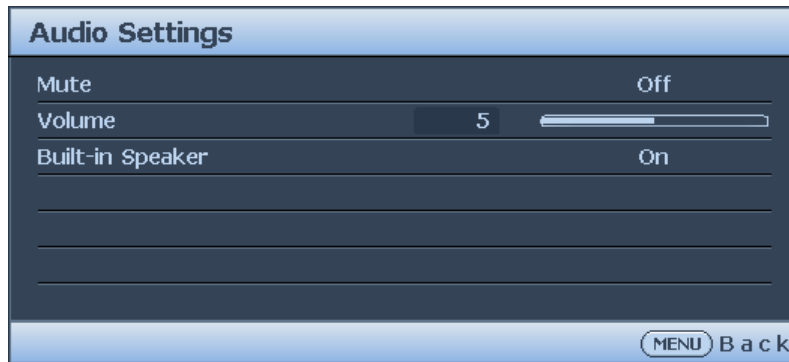 Audio Settings
Mute Off
Volume 5
Built-in Speaker On
MENU Back